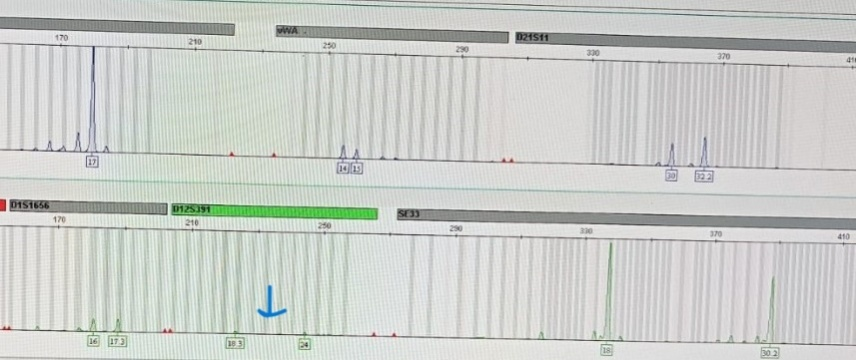 vWA
D21S11
170 210 250 290 330 370 410
17 14 15 30 32.2
D1S1656 D12S391 SE33
170 210 250 290 330 370 410
16 17.3 18.3 24 18 30.2